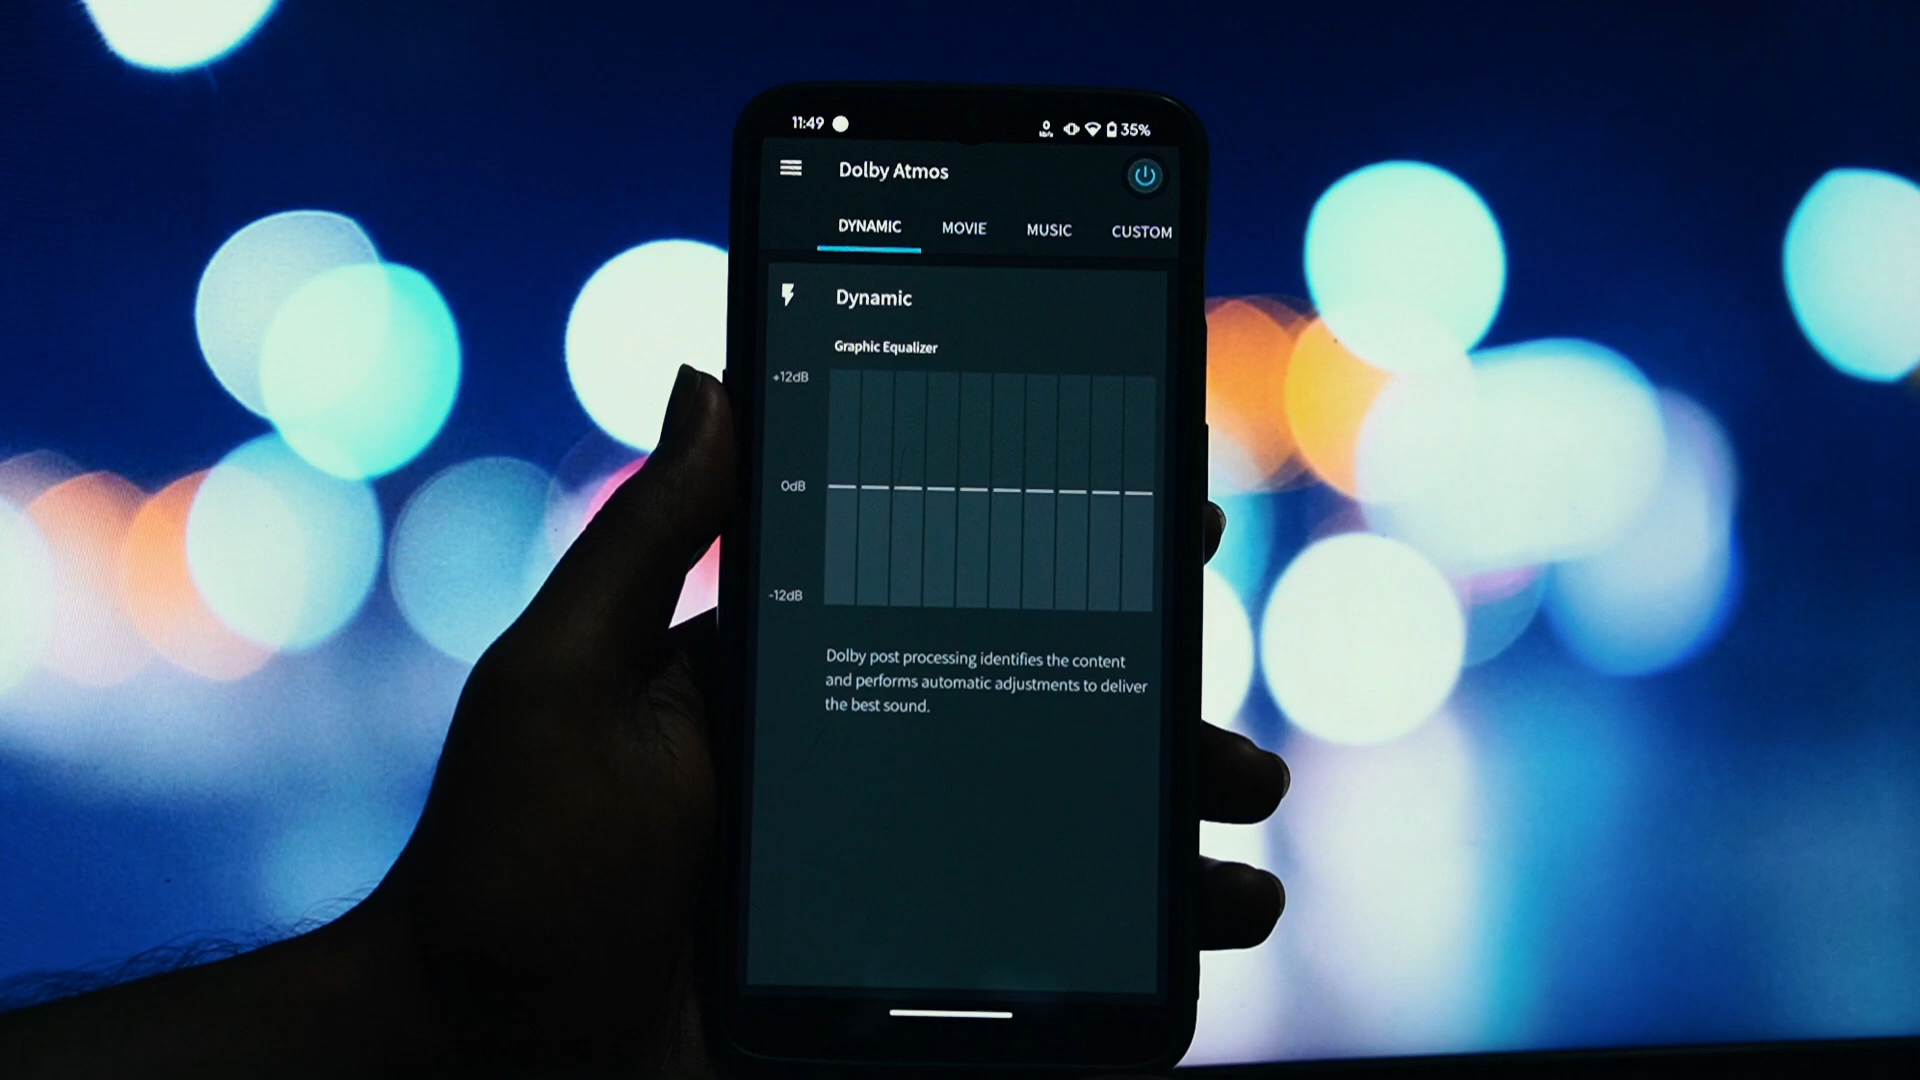 11:49 35%
Dolby Atmos
DYNAMIC MOVIE MUSIC CUSTOM
Dynamic
Graphic Equalizer
+12dB
0dB
-12dB
Dolby post processing identifies the content
and performs automatic adjustments to deliver
the best sound.